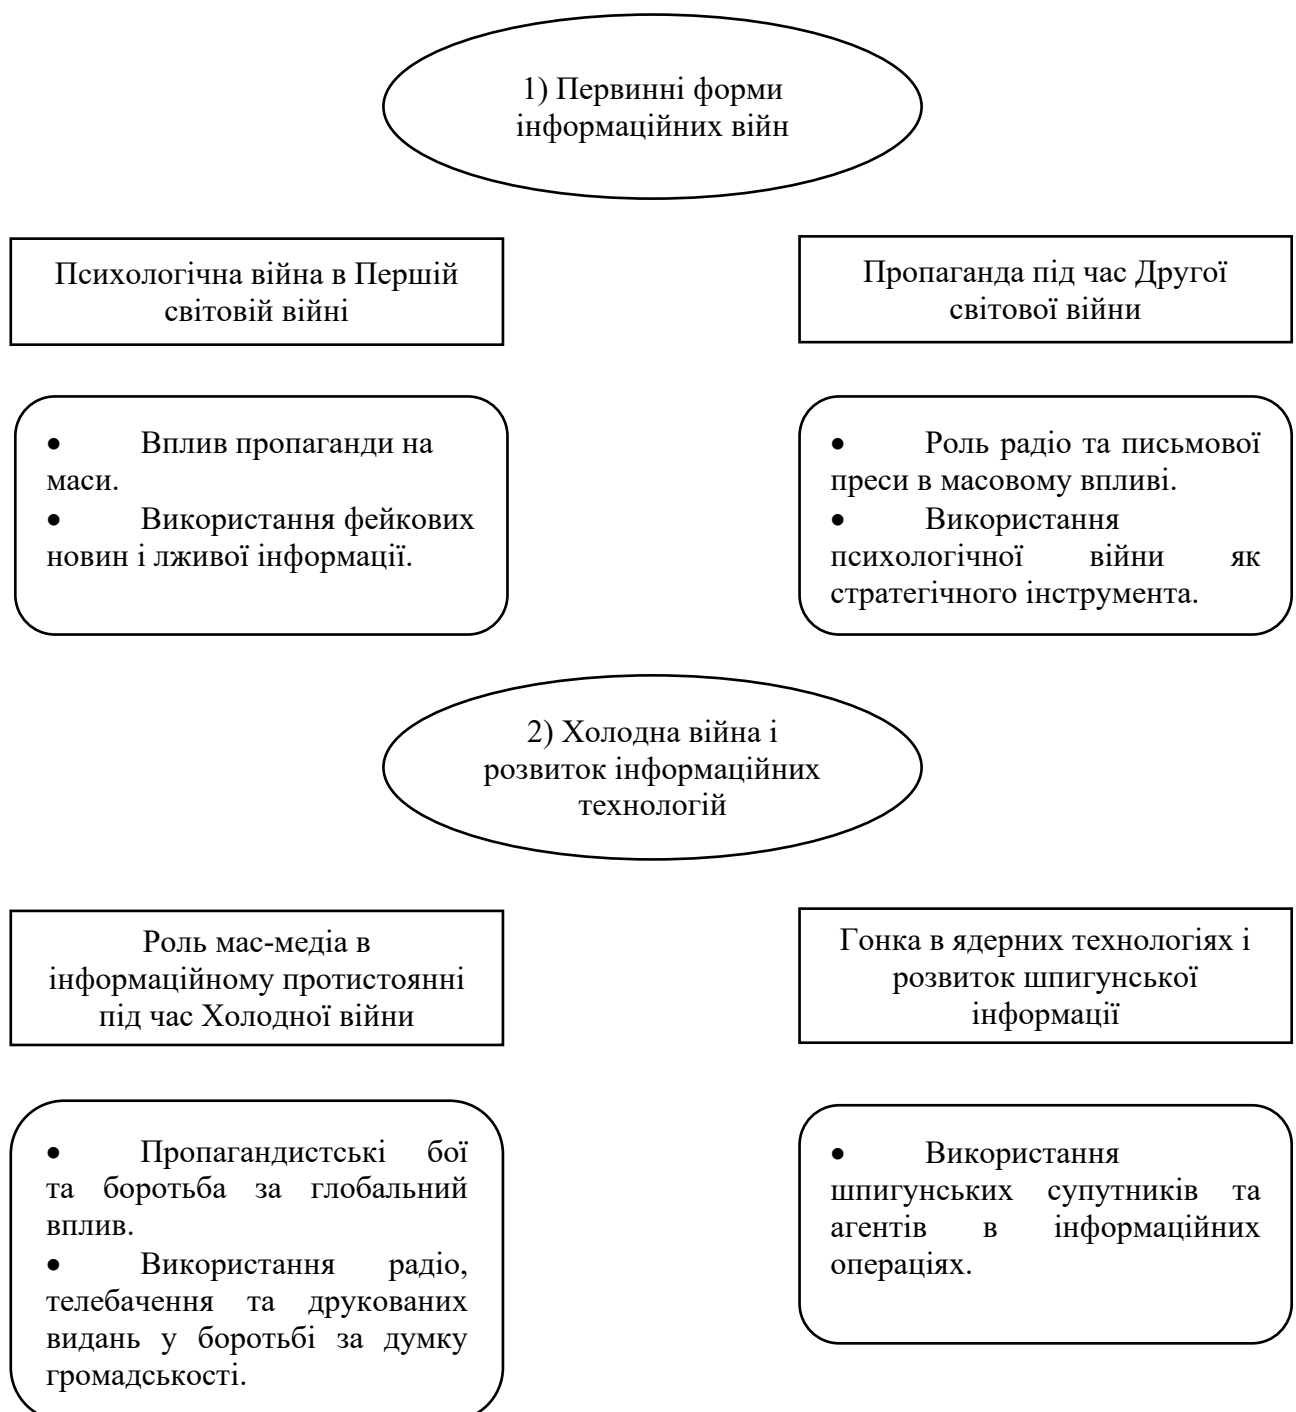 1) Первинні форми
інформаційних війн
Психологічна війна в Першій
світовій війні
Пропаганда під час Другої
світової війни
• Вплив пропаганди на
маси.
• Використання фейкових
новин і лживої інформації.
• Роль радіо та письмової
преси в масовому впливі.
• Використання
психологічної війни як
стратегічного інструмента.
2) Холодна війна і
розвиток інформаційних
технологій
Роль мас-медіа в
інформаційному протистоянні
під час Холодної війни
Гонка в ядерних технологіях і
розвиток шпигунської
інформації
• Пропагандистські бої
та боротьба за глобальний
вплив.
• Використання радіо,
телебачення та друкованих
видань у боротьбі за думку
громадськості.
• Використання
шпигунських супутників та
агентів в інформаційних
операціях.